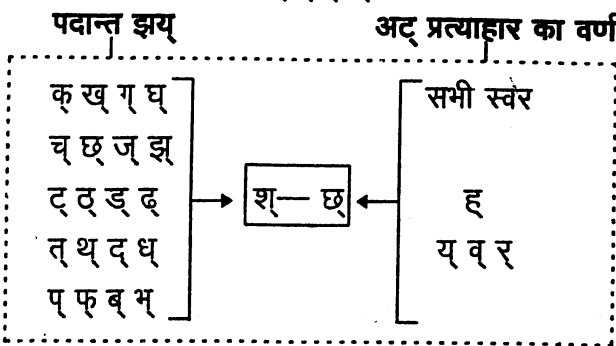 पदान्त झय् अट् प्रत्याहार का वर्ण
क् ख् ग् घ् सभी स्वर
च् छ् ज् झ्
ट् ठ् ड् ढ् श्— छ् ह्
त् थ् द् ध् य् व् र्
प् फ् ब् भ्